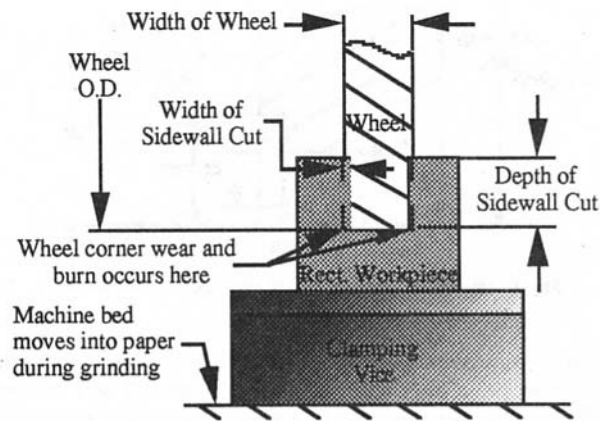 Width of Wheel
Wheel
O.D.
Width of
Sidewall Cut
Wheel
Depth of
Sidewall Cut
Wheel corner wear and
burn occurs here
Rect. Workpiece
Machine bed
moves into paper
during grinding
Clamping
Vice